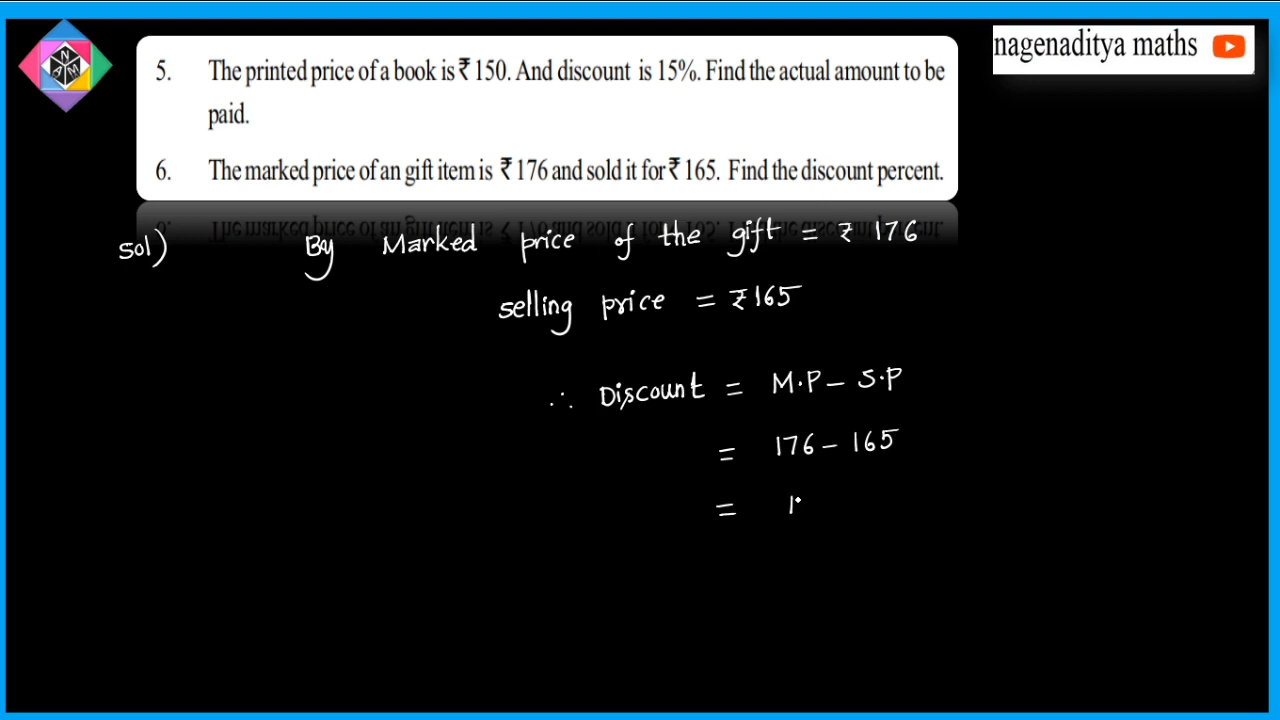 N
A M
nagenaditya maths
5. The printed price of a book is ₹ 150. And discount is 15%. Find the actual amount to be
paid.
6. The marked price of an gift item is ₹ 176 and sold it for ₹ 165. Find the discount percent.
sol) By Marked price of the gift = ₹ 176
selling price = ₹165
∴ Discount = M.P - S.P
= 176 - 165
= 1